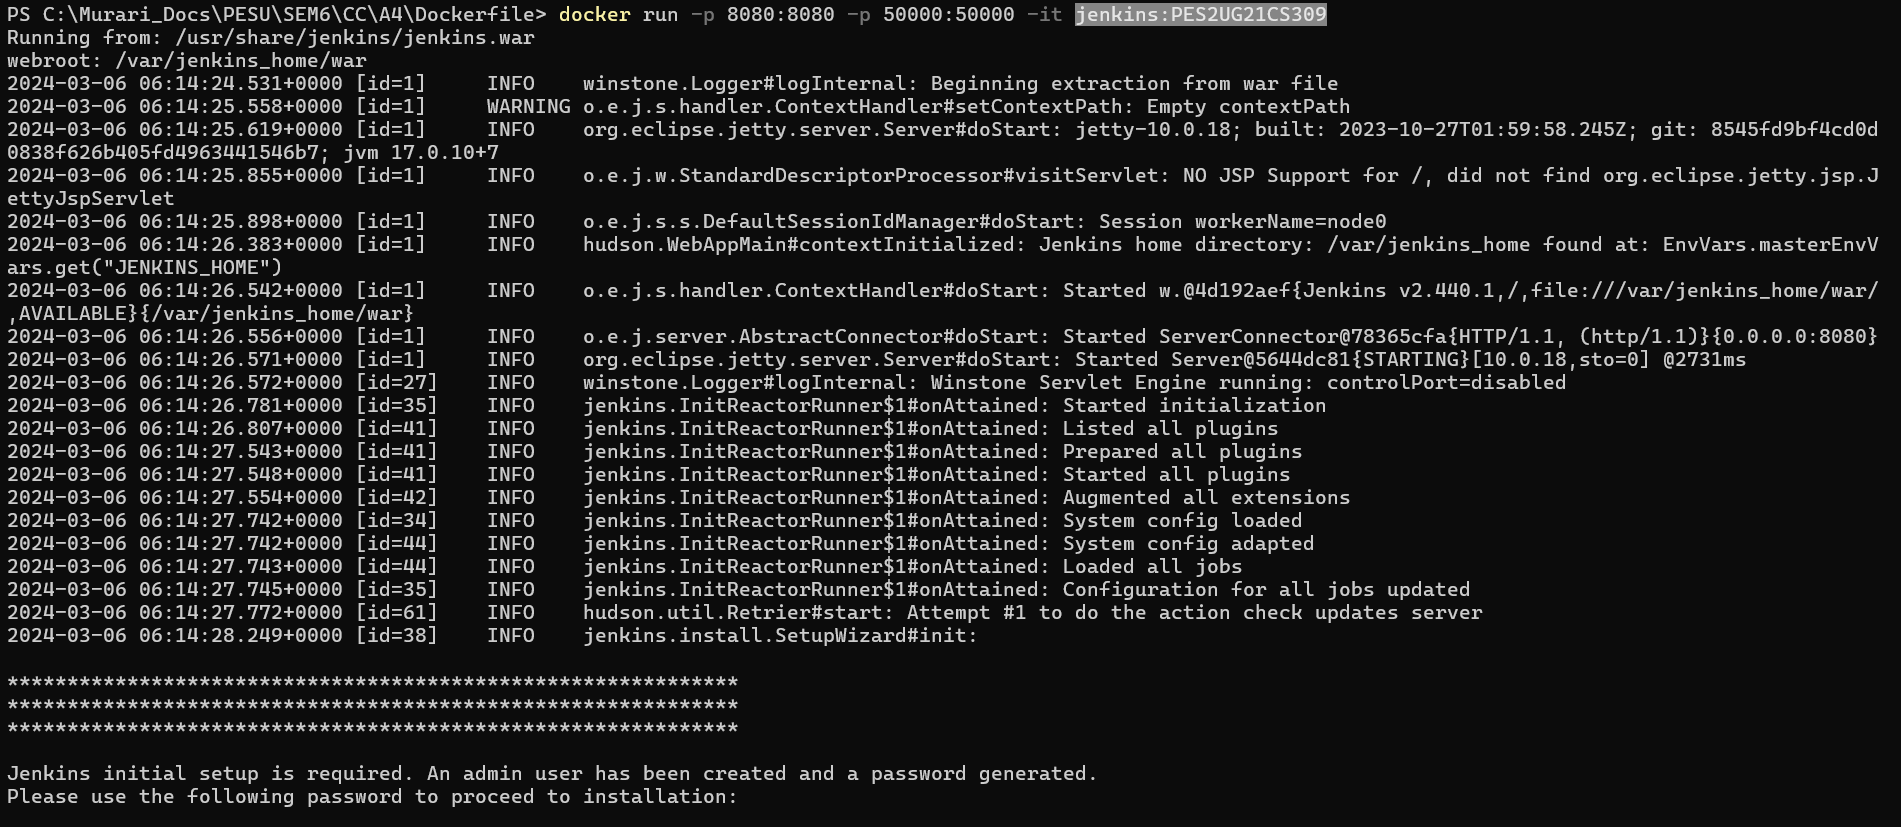 PS C:\Murari_Docs\PESU\SEM6\CC\A4\Dockerfile> docker run -p 8080:8080 -p 50000:50000 -it jenkins:PES2UG21CS309
Running from: /usr/share/jenkins/jenkins.war
webroot: /var/jenkins_home/war
2024-03-06 06:14:24.531+0000 [id=1]     INFO    winstone.Logger#logInternal: Beginning extraction from war file
2024-03-06 06:14:25.558+0000 [id=1]     WARNING o.e.j.s.handler.ContextHandler#setContextPath: Empty contextPath
2024-03-06 06:14:25.619+0000 [id=1]     INFO    org.eclipse.jetty.server.Server#doStart: jetty-10.0.18; built: 2023-10-27T01:59:58.245Z; git: 8545fd9bf4cd0d
0838f626b405fd4963441546b7; jvm 17.0.10+7
2024-03-06 06:14:25.855+0000 [id=1]     INFO    o.e.j.w.StandardDescriptorProcessor#visitServlet: NO JSP Support for /, did not find org.eclipse.jetty.jsp.J
ettyJspServlet
2024-03-06 06:14:25.898+0000 [id=1]     INFO    o.e.j.s.s.DefaultSessionIdManager#doStart: Session workerName=node0
2024-03-06 06:14:26.383+0000 [id=1]     INFO    hudson.WebAppMain#contextInitialized: Jenkins home directory: /var/jenkins_home found at: EnvVars.masterEnvV
ars.get("JENKINS_HOME")
2024-03-06 06:14:26.542+0000 [id=1]     INFO    o.e.j.s.handler.ContextHandler#doStart: Started w.@4d192aef{Jenkins v2.440.1,/,file:///var/jenkins_home/war/
,AVAILABLE}{/var/jenkins_home/war}
2024-03-06 06:14:26.556+0000 [id=1]     INFO    o.e.j.server.AbstractConnector#doStart: Started ServerConnector@78365cfa{HTTP/1.1, (http/1.1)}{0.0.0.0:8080}
2024-03-06 06:14:26.571+0000 [id=1]     INFO    org.eclipse.jetty.server.Server#doStart: Started Server@5644dc81{STARTING}[10.0.18,sto=0] @2731ms
2024-03-06 06:14:26.572+0000 [id=27]    INFO    winstone.Logger#logInternal: Winstone Servlet Engine running: controlPort=disabled
2024-03-06 06:14:26.781+0000 [id=35]    INFO    jenkins.InitReactorRunner$1#onAttained: Started initialization
2024-03-06 06:14:26.807+0000 [id=41]    INFO    jenkins.InitReactorRunner$1#onAttained: Listed all plugins
2024-03-06 06:14:27.543+0000 [id=41]    INFO    jenkins.InitReactorRunner$1#onAttained: Prepared all plugins
2024-03-06 06:14:27.548+0000 [id=41]    INFO    jenkins.InitReactorRunner$1#onAttained: Started all plugins
2024-03-06 06:14:27.554+0000 [id=42]    INFO    jenkins.InitReactorRunner$1#onAttained: Augmented all extensions
2024-03-06 06:14:27.742+0000 [id=34]    INFO    jenkins.InitReactorRunner$1#onAttained: System config loaded
2024-03-06 06:14:27.742+0000 [id=44]    INFO    jenkins.InitReactorRunner$1#onAttained: System config adapted
2024-03-06 06:14:27.743+0000 [id=44]    INFO    jenkins.InitReactorRunner$1#onAttained: Loaded all jobs
2024-03-06 06:14:27.745+0000 [id=35]    INFO    jenkins.InitReactorRunner$1#onAttained: Configuration for all jobs updated
2024-03-06 06:14:27.772+0000 [id=61]    INFO    hudson.util.Retrier#start: Attempt #1 to do the action check updates server
2024-03-06 06:14:28.249+0000 [id=38]    INFO    jenkins.install.SetupWizard#init:
*************************************************************
*************************************************************
*************************************************************
Jenkins initial setup is required. An admin user has been created and a password generated.
Please use the following password to proceed to installation: